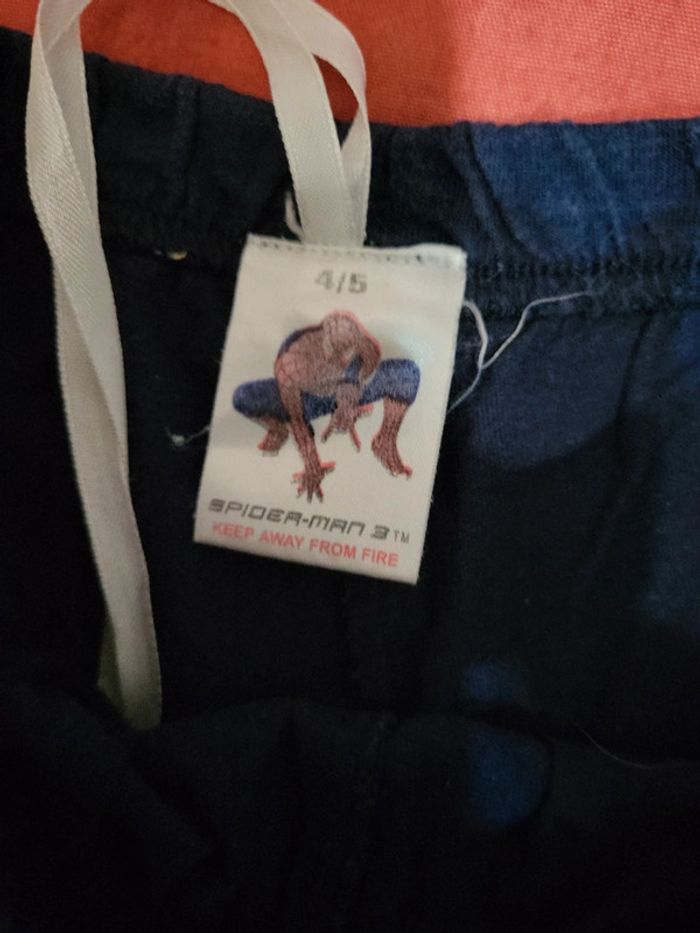 4/5
SPIDER-MAN 3™
KEEP AWAY FROM FIRE